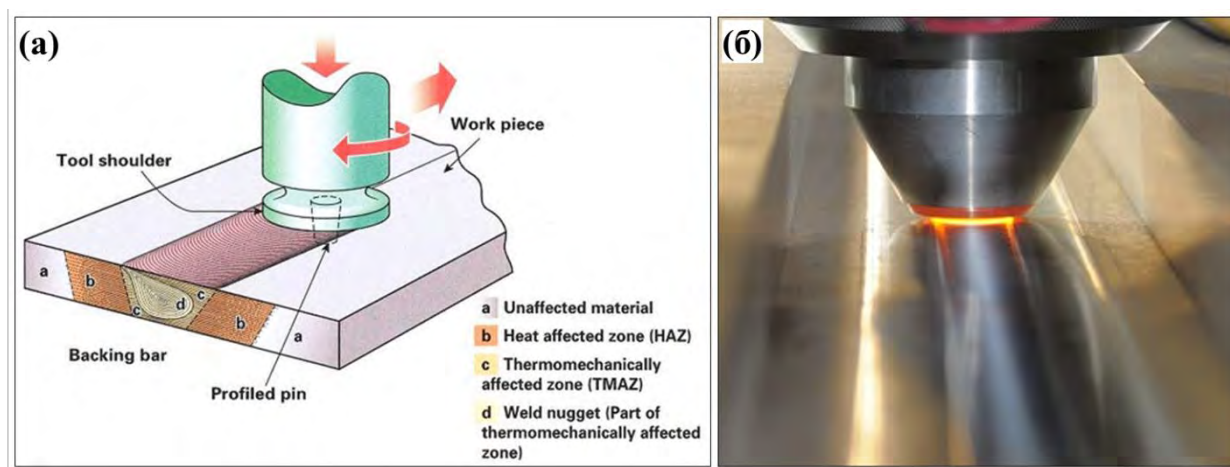 (а)
(б)
Work piece
Tool shoulder
a
b
c
d
c
b
a
Backing bar
Profiled pin
a Unaffected material
b Heat affected zone (HAZ)
c Thermomechanically
affected zone (TMAZ)
d Weld nugget (Part of
thermomechanically affected
zone)